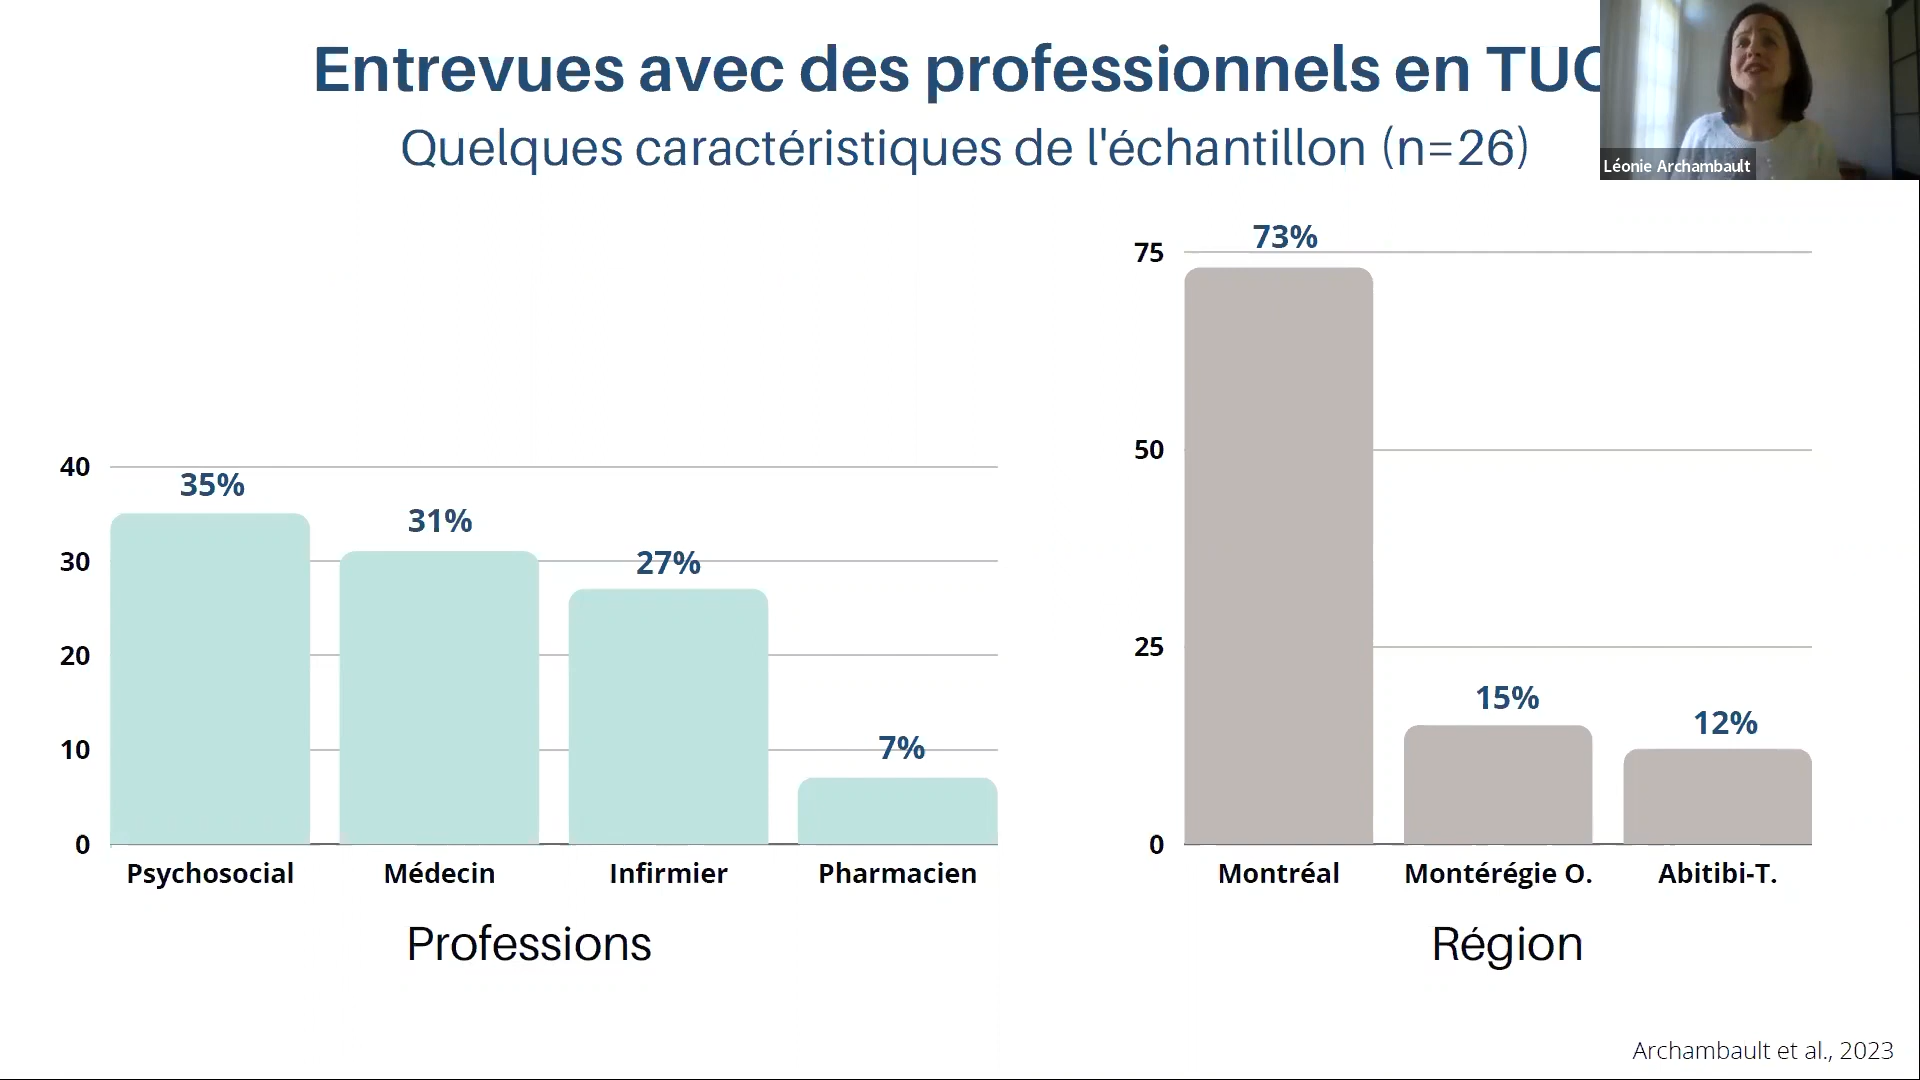 Entrevues avec des professionnels en TUC
Quelques caractéristiques de l'échantillon (n=26)
Léonie Archambault
40
30
20
10
0
35%
31%
27%
7%
Psychosocial
Médecin
Infirmier
Pharmacien
Professions
75
50
25
0
73%
15%
12%
Montréal
Montérégie O.
Abitibi-T.
Région
Archambault et al., 2023